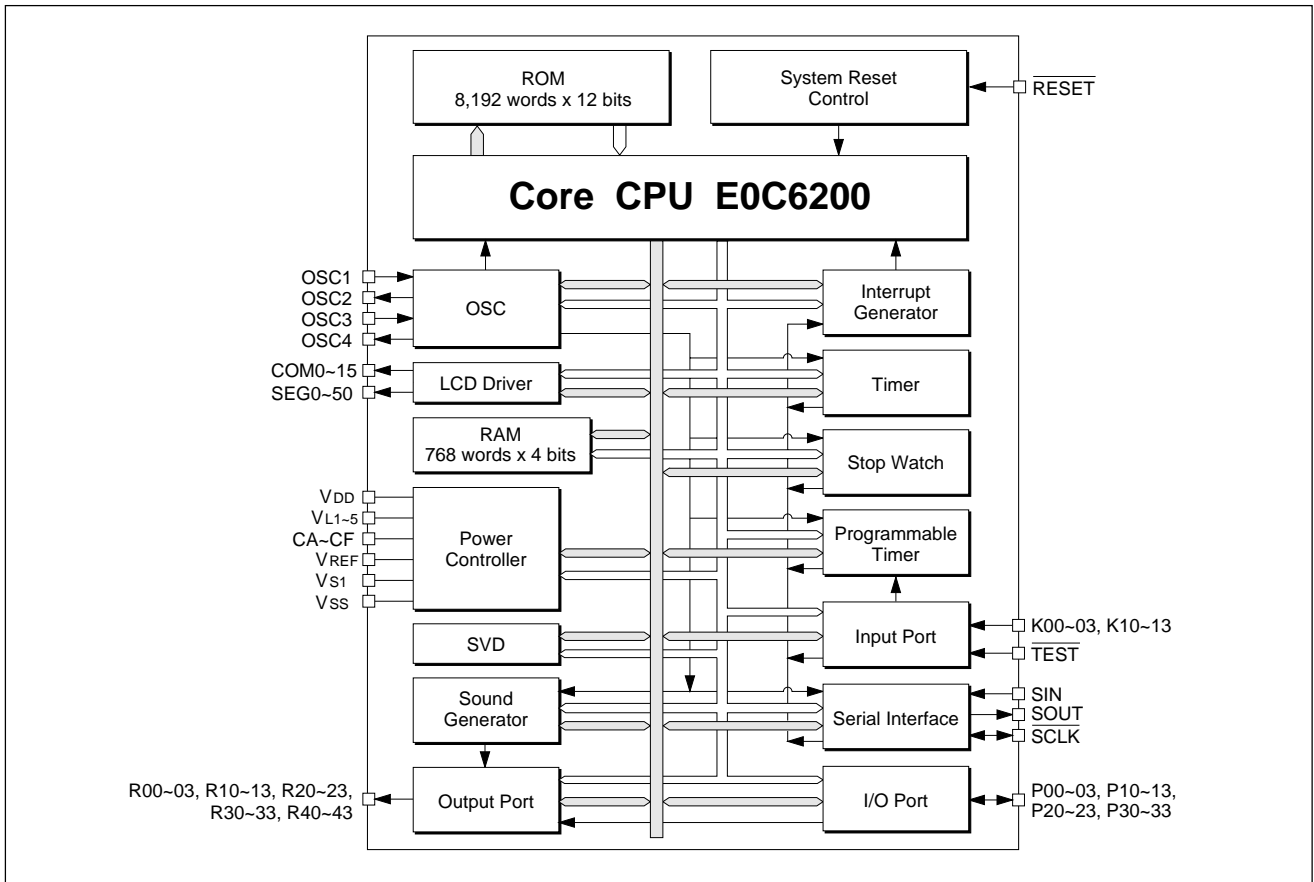 ROM
8,192 words x 12 bits
System Reset
Control
RESET
Core CPU E0C6200
OSC1
OSC2
OSC3
OSC4
OSC
Interrupt
Generator
COM0~15
SEG0~50
LCD Driver
Timer
RAM
768 words x 4 bits
Stop Watch
VDD
VL1~5
CA~CF
VREF
VS1
VSS
Power
Controller
Programmable
Timer
SVD
Input Port
K00~03, K10~13
TEST
Sound
Generator
Serial Interface
SIN
SOUT
SCLK
R00~03, R10~13, R20~23,
R30~33, R40~43
Output Port
I/O Port
P00~03, P10~13,
P20~23, P30~33